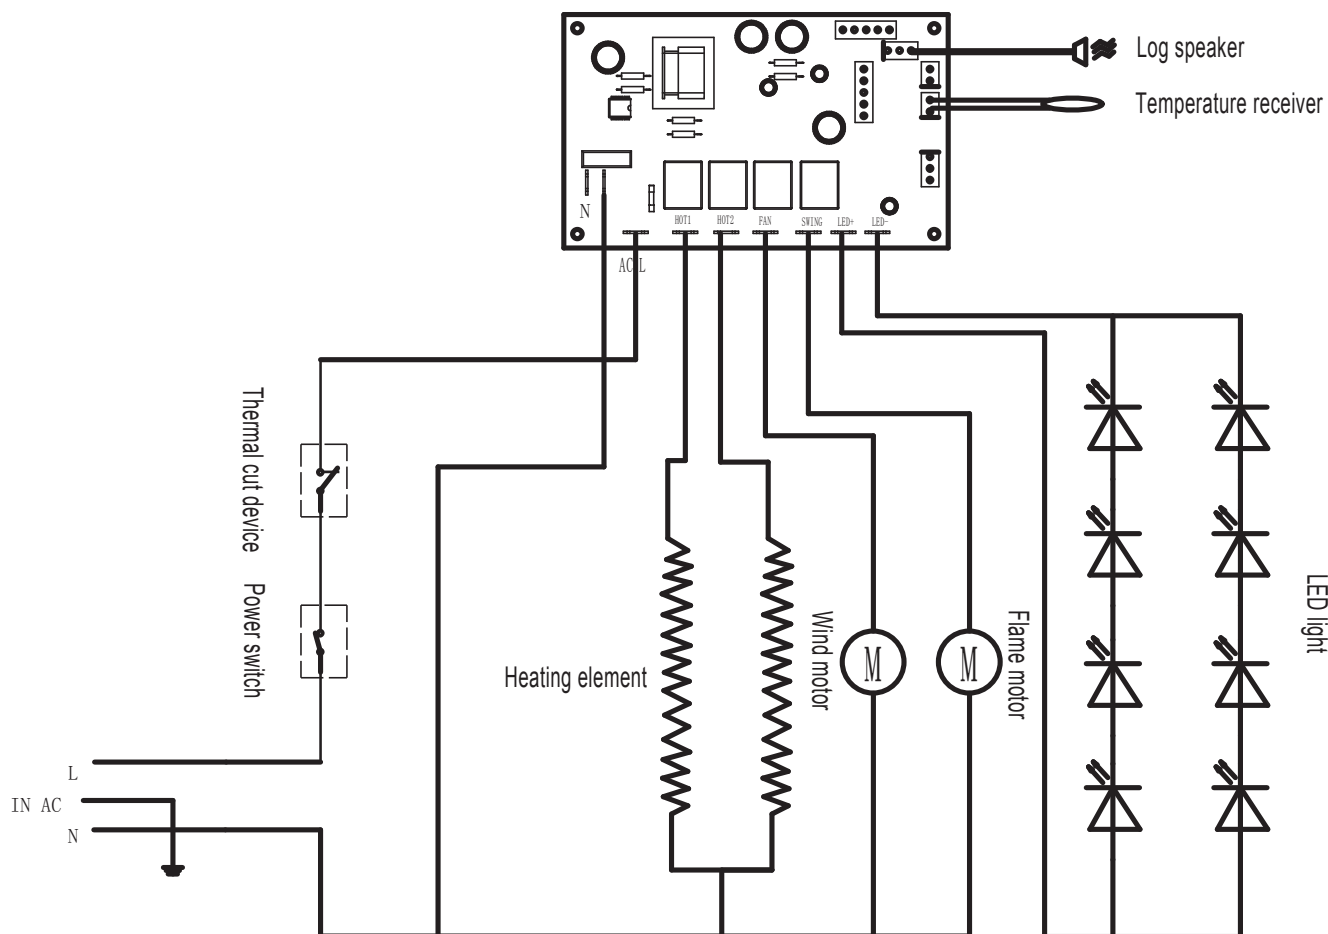 Log speaker
Temperature receiver
N
HOT1
HOT2
FAN
SWING
LED+
LED-
AC L
Thermal cut device
Power switch
Heating element
Wind motor
M
Flame motor
M
LED light
L
IN AC
N